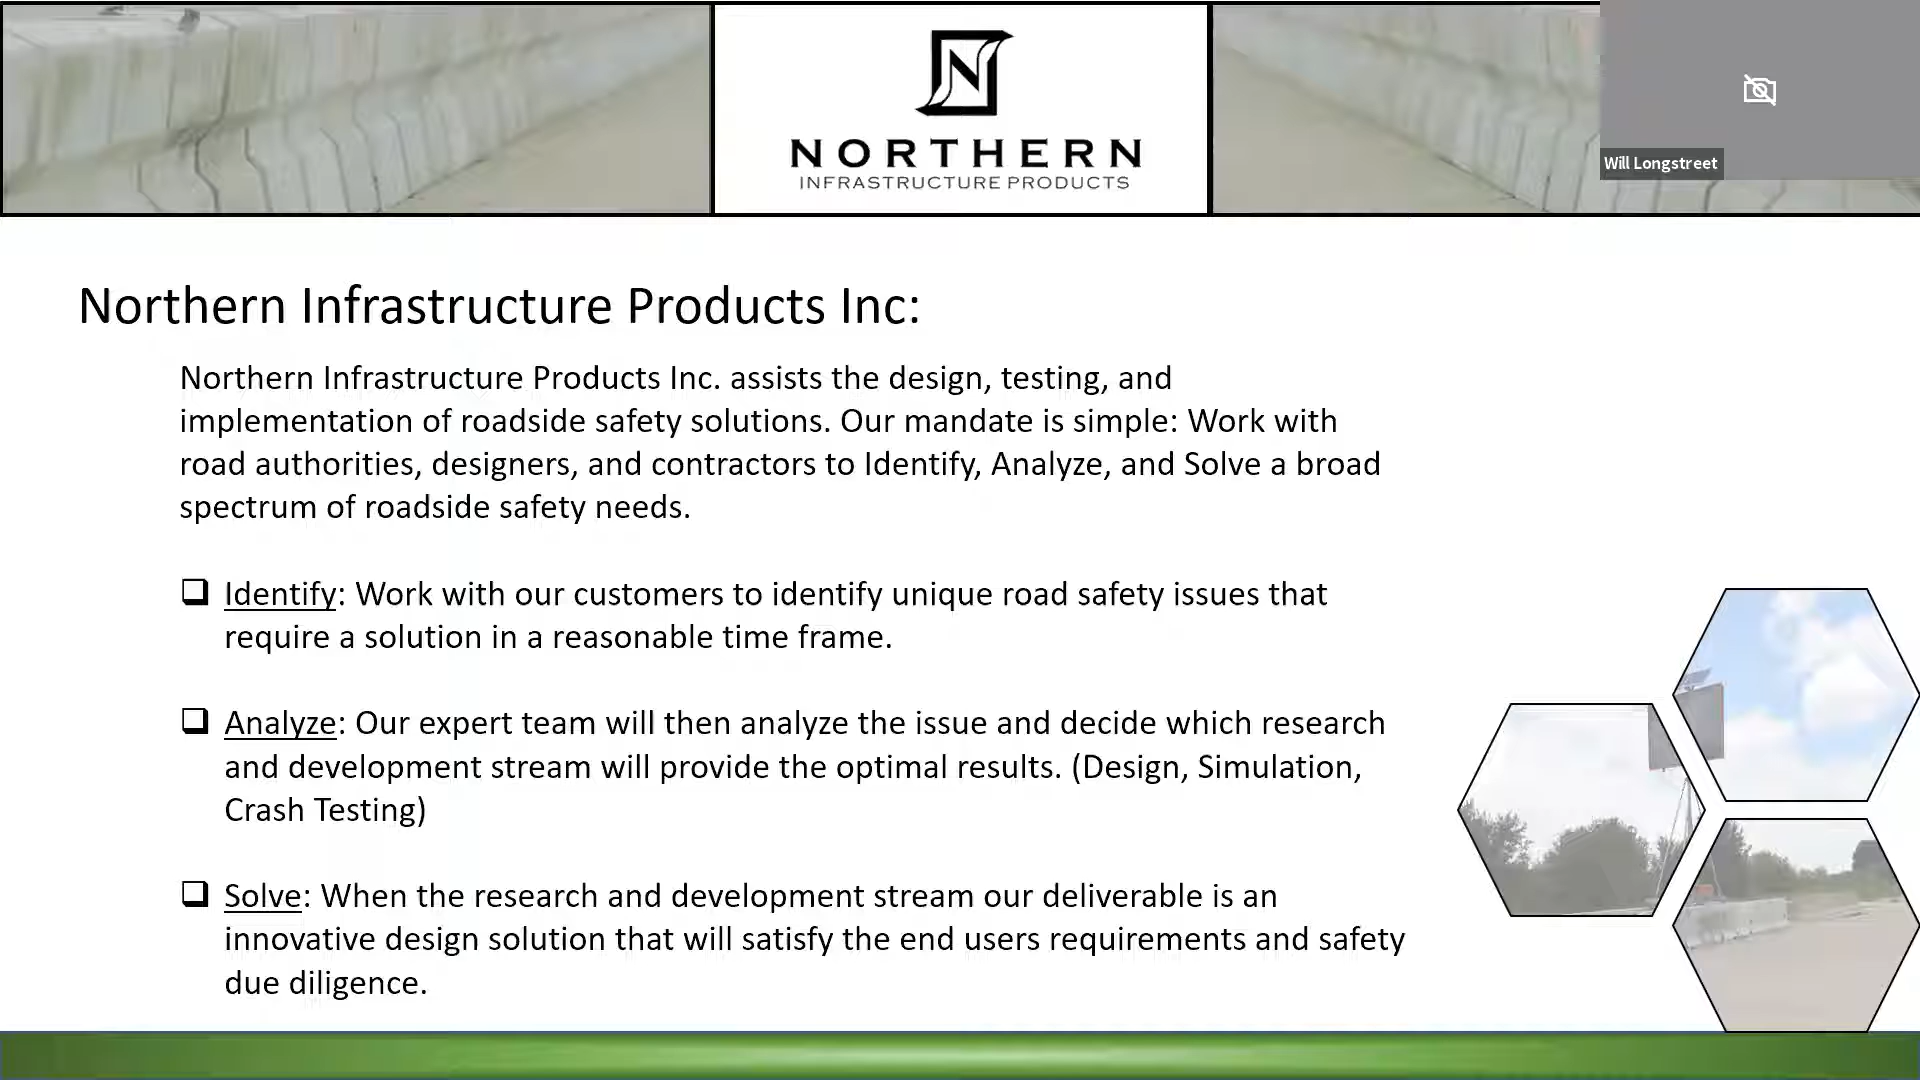 N
NORTHERN
INFRASTRUCTURE PRODUCTS
Will Longstreet
Northern Infrastructure Products Inc:
Northern Infrastructure Products Inc. assists the design, testing, and
implementation of roadside safety solutions. Our mandate is simple: Work with
road authorities, designers, and contractors to Identify, Analyze, and Solve a broad
spectrum of roadside safety needs.
❑ Identify: Work with our customers to identify unique road safety issues that
require a solution in a reasonable time frame.
❑ Analyze: Our expert team will then analyze the issue and decide which research
and development stream will provide the optimal results. (Design, Simulation,
Crash Testing)
❑ Solve: When the research and development stream our deliverable is an
innovative design solution that will satisfy the end users requirements and safety
due diligence.